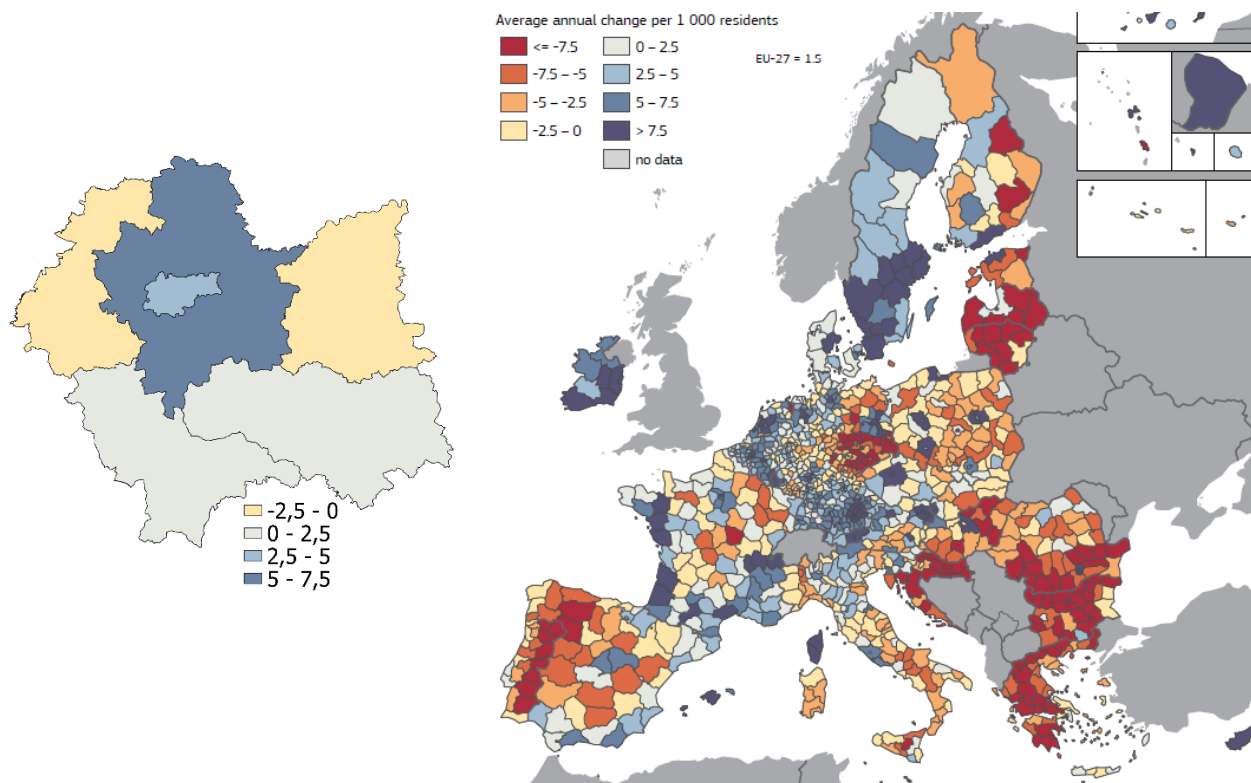 Average annual change per 1 000 residents
<= -7.5
-7.5 – -5
-5 – -2.5
-2.5 – 0
0 – 2.5
2.5 – 5
5 – 7.5
> 7.5
no data
EU-27 = 1.5
-2,5 - 0
0 - 2,5
2,5 - 5
5 - 7,5